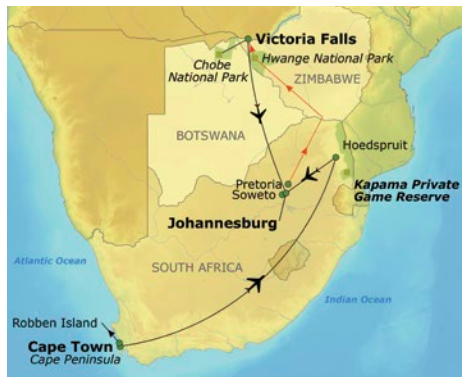 Victoria Falls
Chobe
National Park
Hwange National Park
ZIMBABWE
BOTSWANA
Hoedspruit
Pretoria
Soweto
Kapama Private
Game Reserve
Johannesburg
SOUTH AFRICA
Atlantic Ocean
Indian Ocean
Robben Island
Cape Town
Cape Peninsula